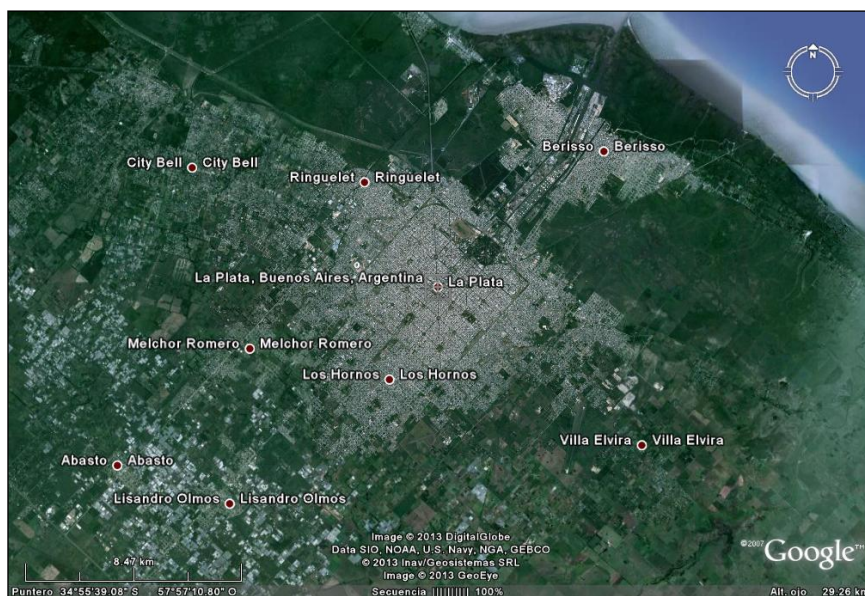 N
Berisso Berisso
City Bell City Bell
Ringuelet Ringuelet
La Plata, Buenos Aires, Argentina La Plata
Melchor Romero Melchor Romero
Los Hornos Los Hornos
Villa Elvira Villa Elvira
Abasto Abasto
Lisandro Olmos Lisandro Olmos
Image © 2013 DigitalGlobe
Data SIO, NOAA, U.S. Navy, NGA, GEBCO
© 2013 Inav/Geosistemas SRL
Image © 2013 GeoEye
©2007 Google™
8.47 km
Puntero 34°55'39.08" S 57°57'10.80" O Secuencia |||||||||| 100% Alt. ojo 29.26 km